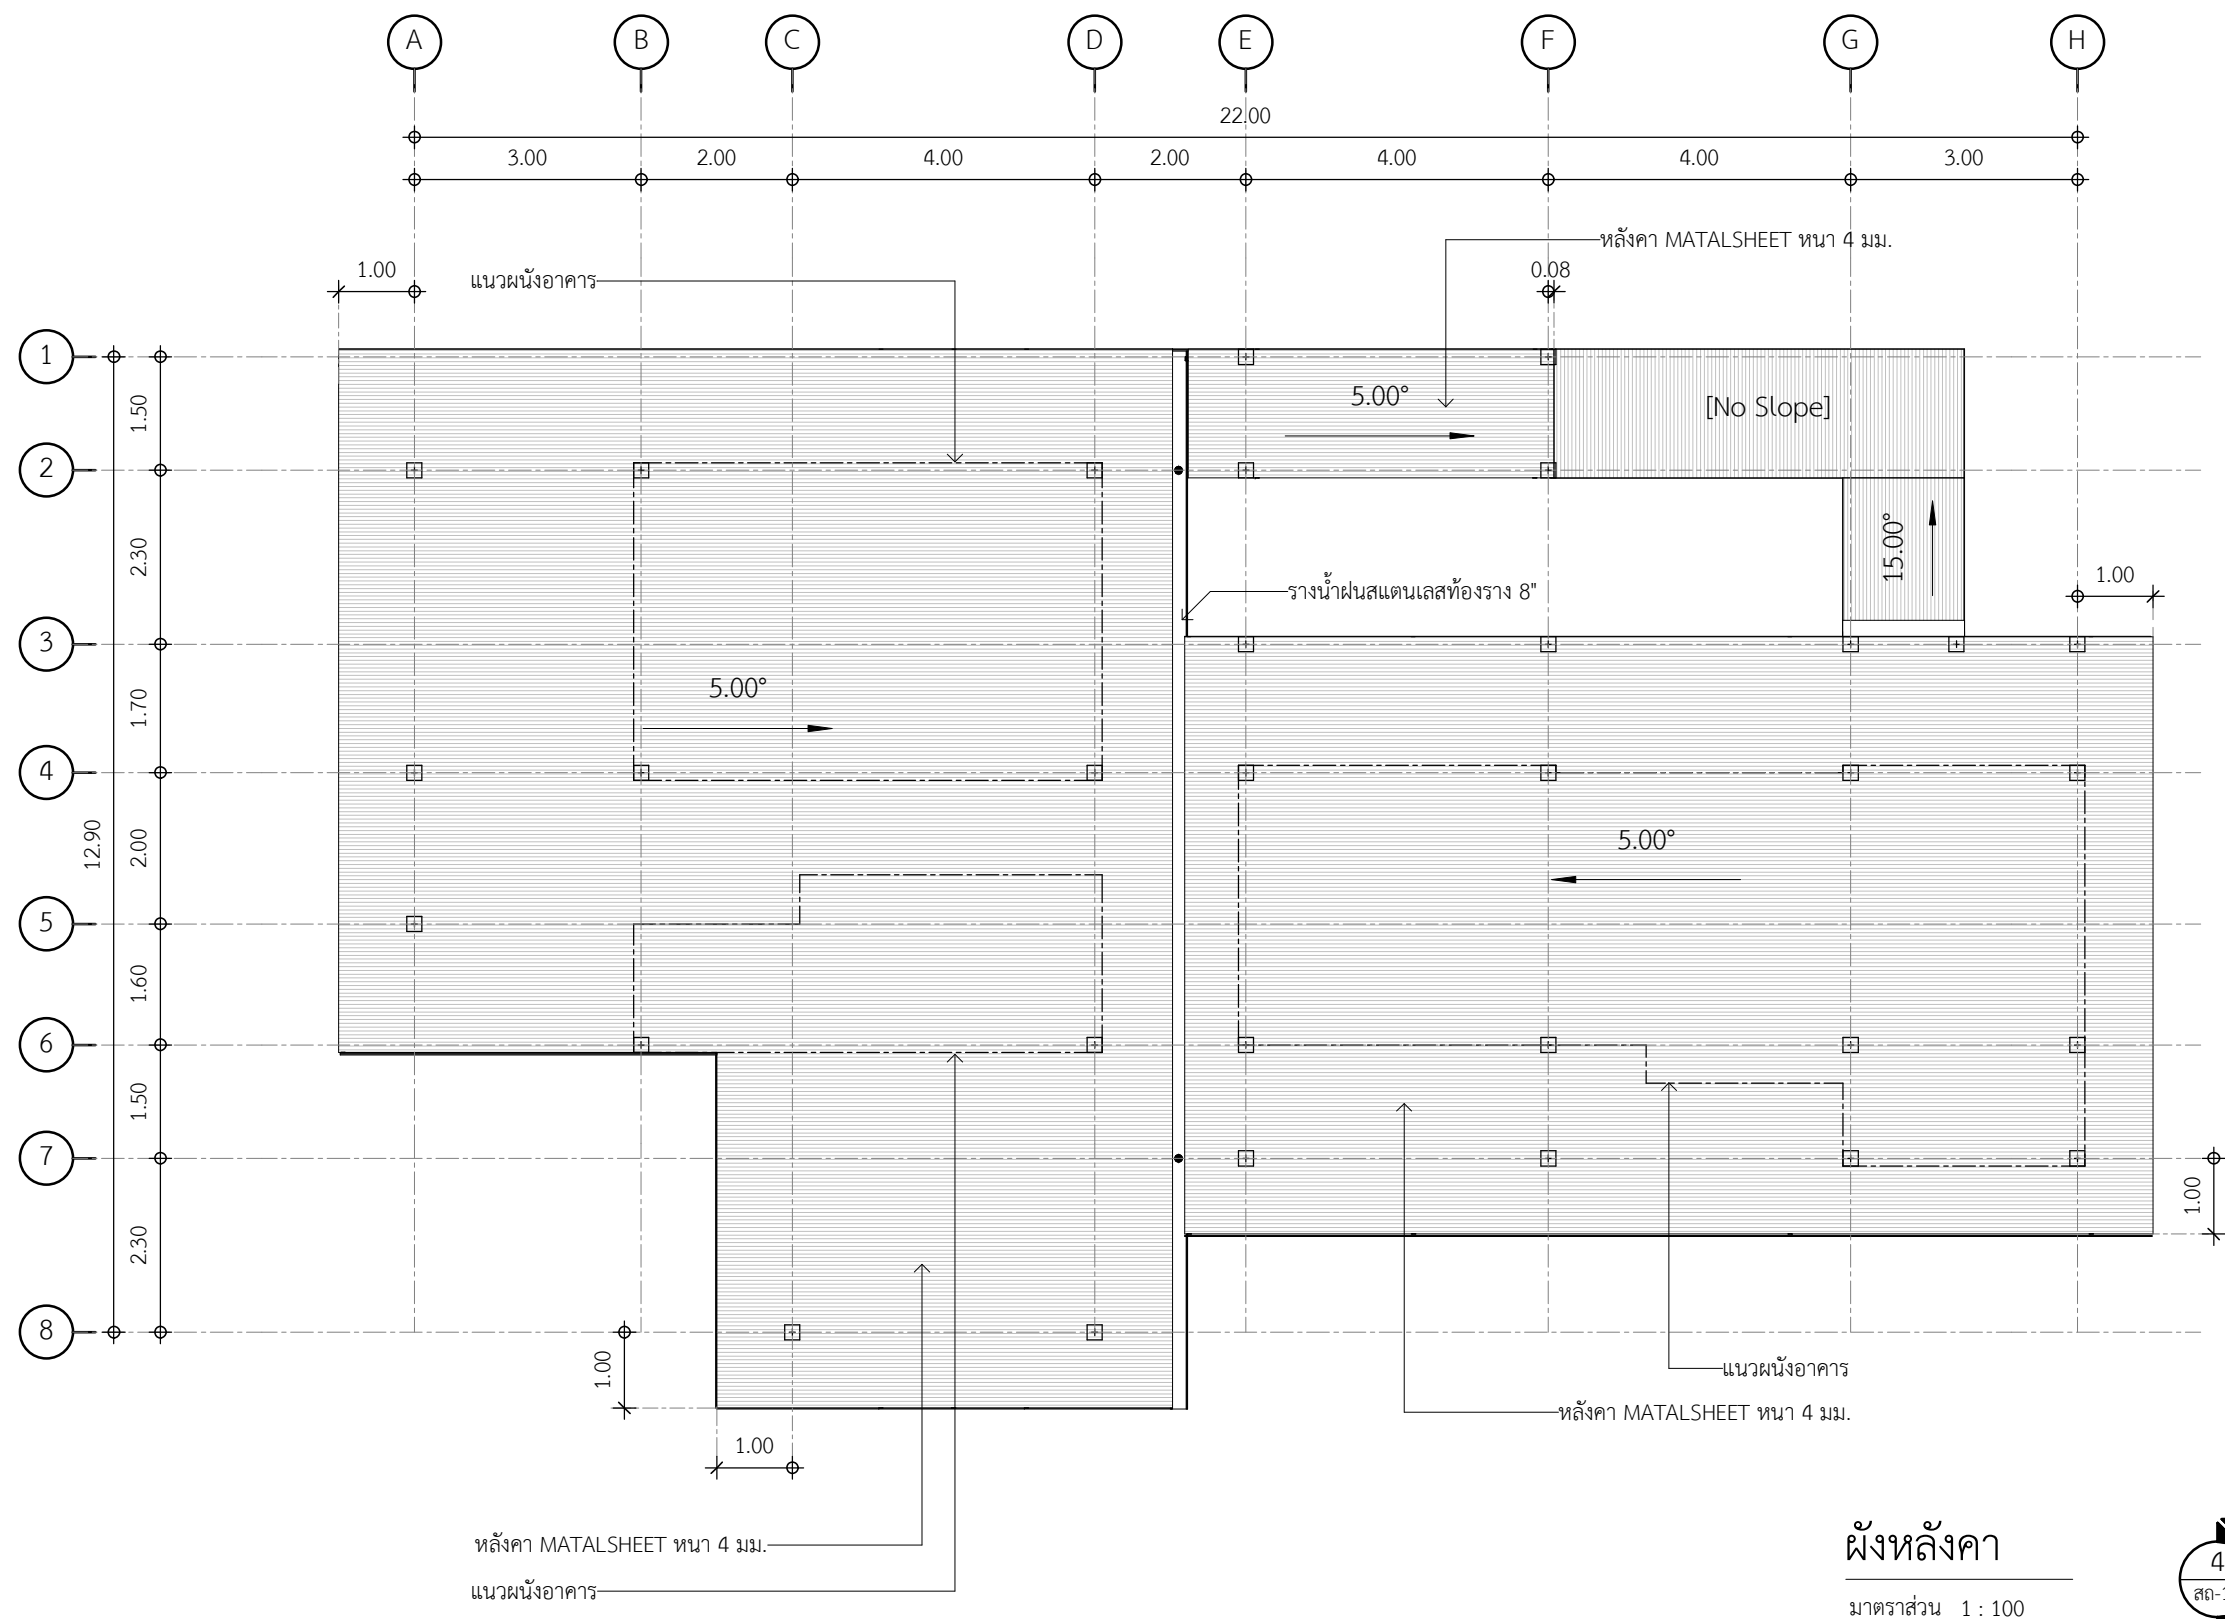 A B C D E F G H
22.00
3.00 2.00 4.00 2.00 4.00 4.00 3.00
หลังคา MATALSHEET หนา 4 มม.
1.00
แนวผนังอาคาร
0.08
1
1.50
5.00°
[No Slope]
2
2.30
15.00°
1.00
รางน้ำฝนสแตนเลสท้องราง 8"
3
1.70
5.00°
4
12.90
2.00
5.00°
5
1.60
6
1.50
7
1.00
2.30
8
1.00
แนวผนังอาคาร
หลังคา MATALSHEET หนา 4 มม.
1.00
หลังคา MATALSHEET หนา 4 มม.
แนวผนังอาคาร
ผังหลังคา
มาตราส่วน 1 : 100
4
สถ-